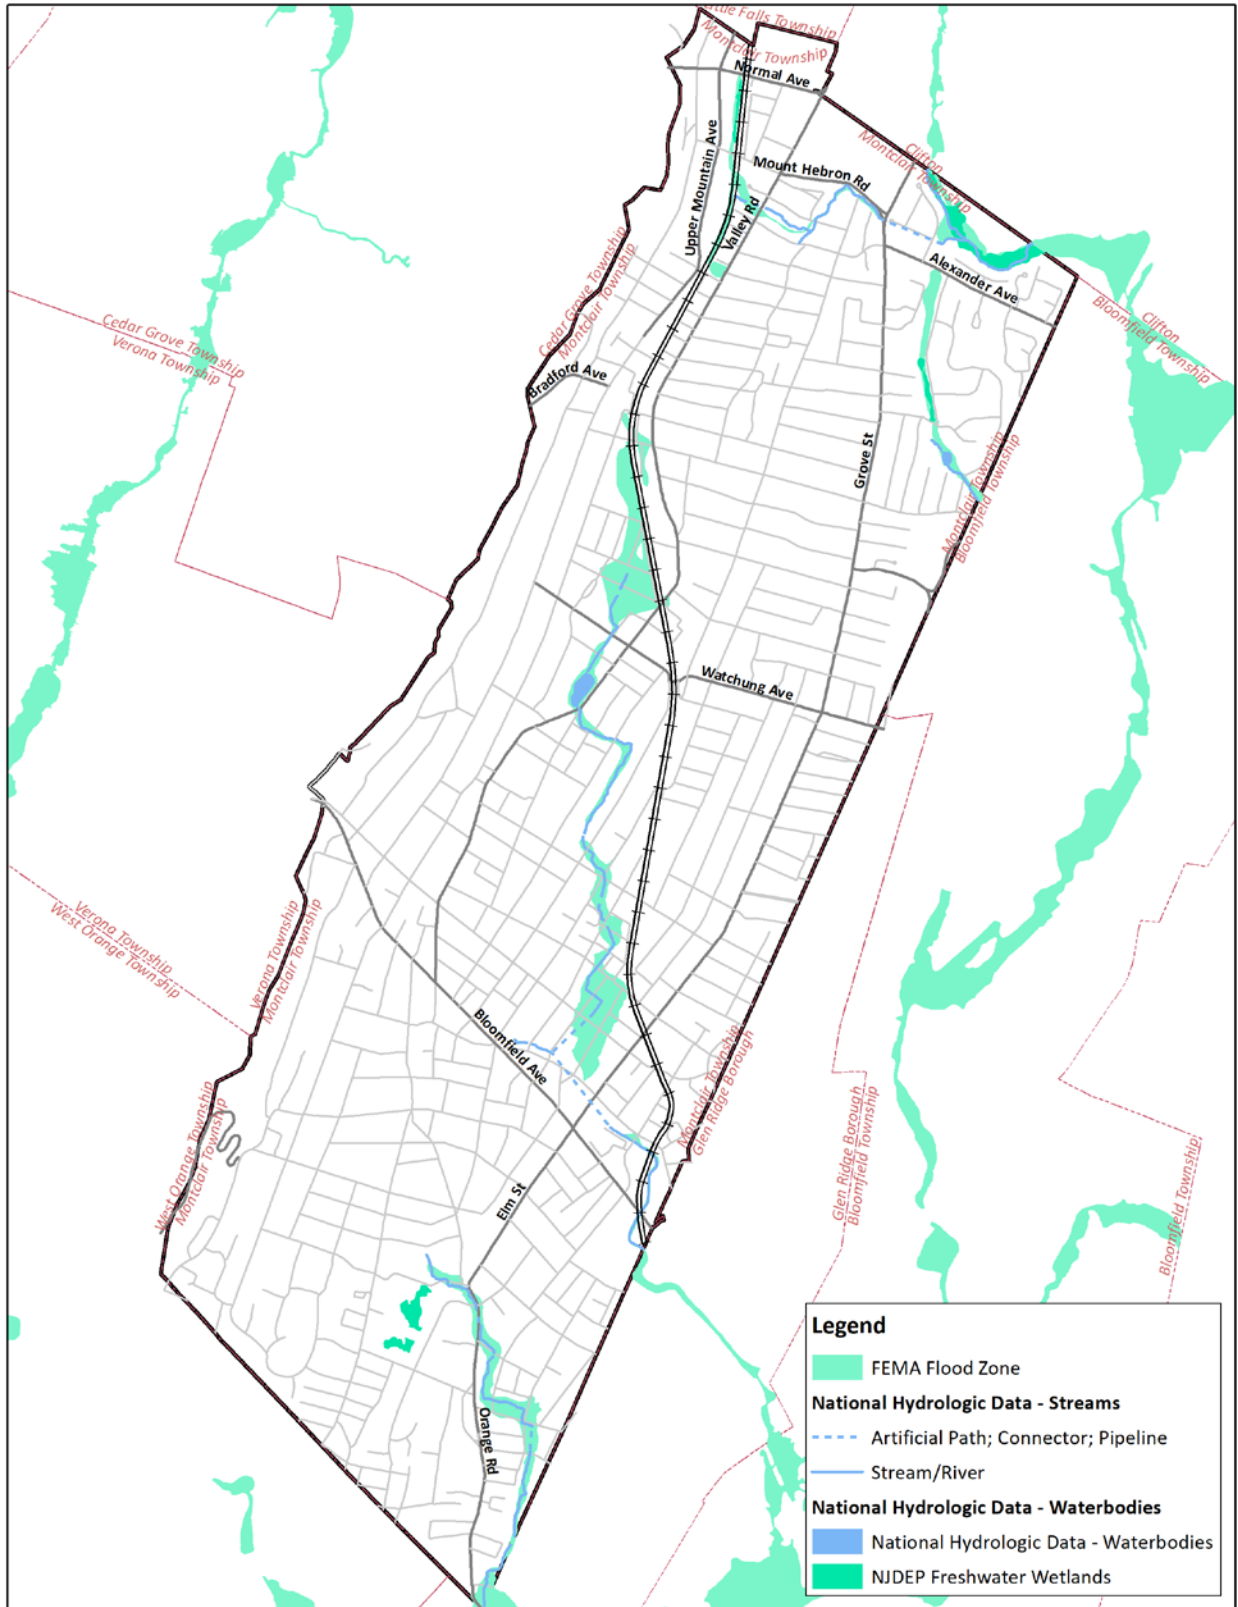 Little Falls Township
Montclair Township
Normal Ave
Clifton
Montclair Township
Mount Hebron Rd
Upper Mountain Ave
Valley Rd
Alexander Ave
Cedar Grove Township
Montclair Township
Clifton
Bloomfield Township
Cedar Grove Township
Verona Township
Bradford Ave
Grove St
Montclair Township
Bloomfield Township
Watchung Ave
Verona Township
West Orange Township
Verona Township
Montclair Township
Bloomfield Ave
Montclair Township
Glen Ridge Borough
West Orange Township
Montclair Township
Glen Ridge Borough
Bloomfield Township
Bloomfield Township
Elm St
Orange Rd
Legend
FEMA Flood Zone
National Hydrologic Data - Streams
Artificial Path; Connector; Pipeline
Stream/River
National Hydrologic Data - Waterbodies
National Hydrologic Data - Waterbodies
NJDEP Freshwater Wetlands